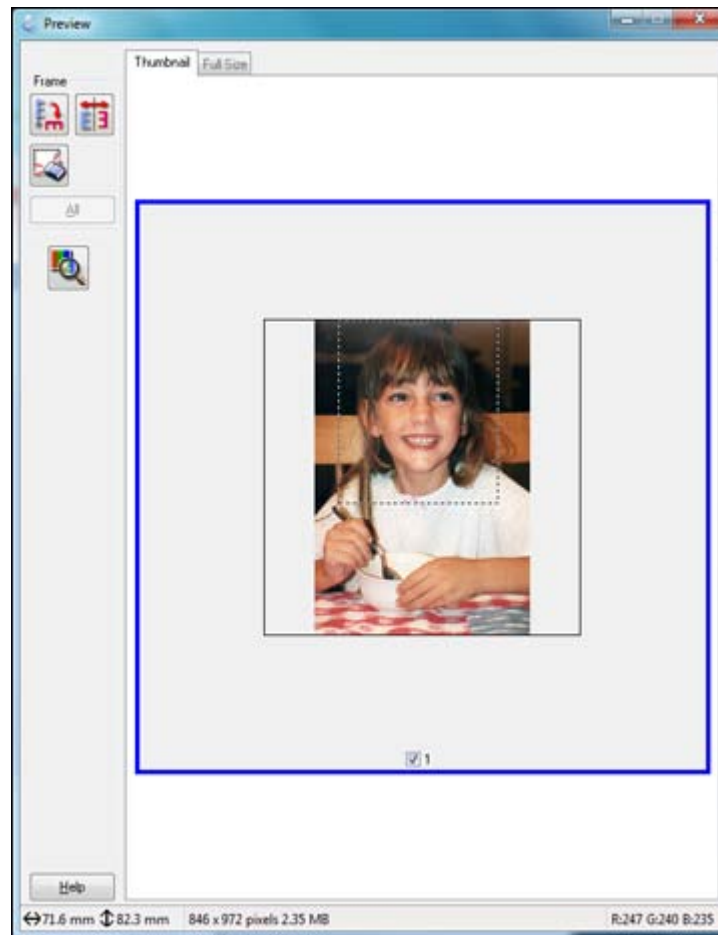 Preview
Thumbnail Full Size
Frame
All
1
Help
71.6 mm 82.3 mm 846 x 972 pixels 2.35 MB R:247 G:240 B:235